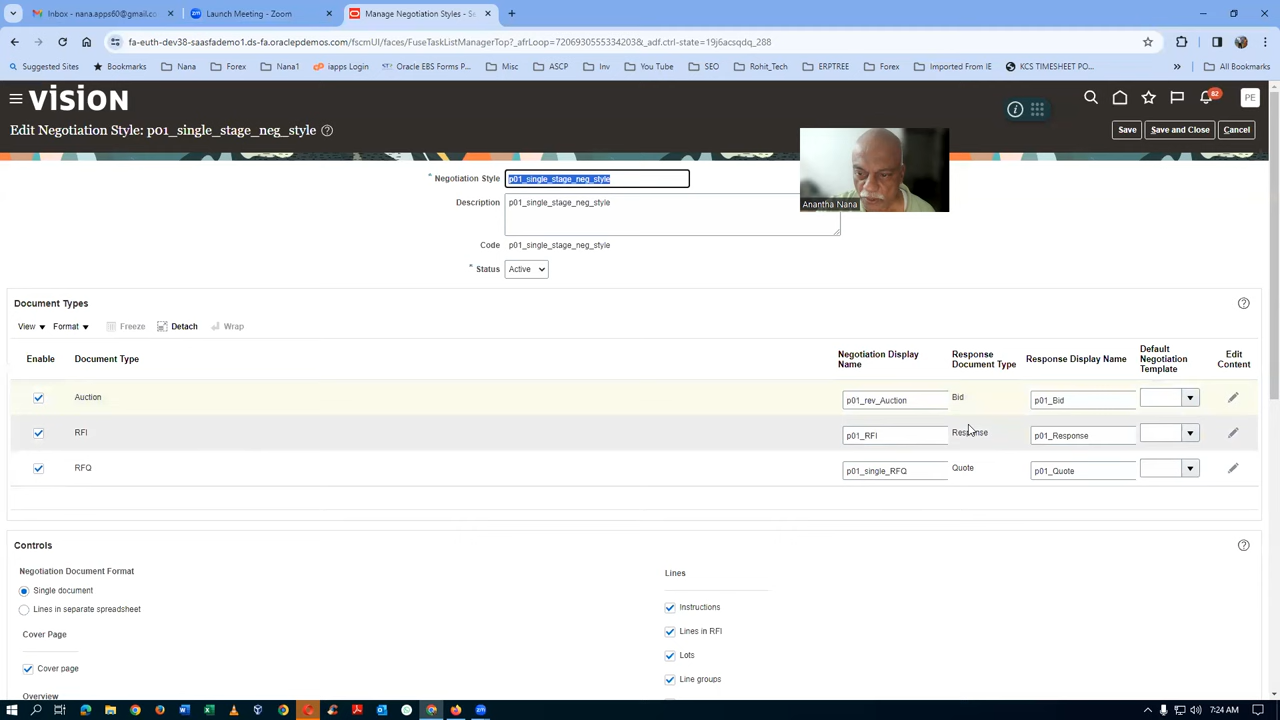 Inbox - nana.apps60@gmail.co
Launch Meeting - Zoom
Manage Negotiation Styles - Se
fa-euth-dev38-saasfademo1.ds-fa.oraclepdemos.com/fscmUI/faces/FuseTaskListManagerTop?_afrLoop=72069305553342038&_adf.ctrl-state=19j6acsqdq_288
Suggested Sites
Bookmarks
Nana
Forex
Nana1
iapps Login
Oracle EBS Forms P...
Misc
ASCP
Inv
You Tube
SEO
Rohit_Tech
ERPTREE
Forex
Imported From IE
KCS TIMESHEET PO...
All Bookmarks
VISION
82
PE
Edit Negotiation Style: p01_single_stage_neg_style
Save
Save and Close
Cancel
Anantha Nana
* Negotiation Style p01_single_stage_neg_style
Description p01_single_stage_neg_style
Code p01_single_stage_neg_style
* Status Active
Document Types
View
Format
Freeze
Detach
Wrap
Enable
Document Type
Negotiation Display Name
Response Document Type
Response Display Name
Default Negotiation Template
Edit Content
Auction p01_rev_Auction Bid p01_Bid
RFI p01_RFI Response p01_Response
RFQ p01_single_RFQ Quote p01_Quote
Controls
Negotiation Document Format
Single document
Lines in separate spreadsheet
Cover Page
Cover page
Overview
Lines
Instructions
Lines in RFI
Lots
Line groups
7:24 AM